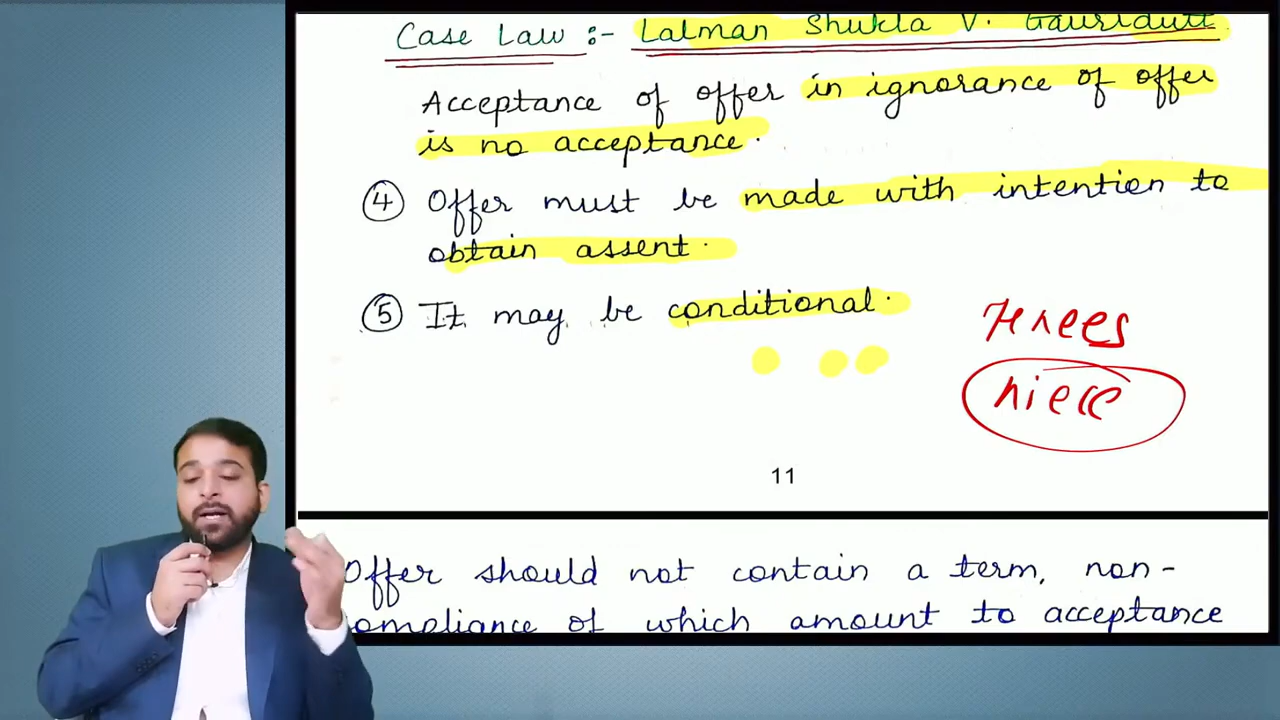 Case Law :- Lalman Shukla V. Gauridutt
Acceptance of offer in ignorance of offer
is no acceptance.
④ Offer must be made with intention to
obtain assent.
⑤ It may be conditional.
niece
11
Offer should not contain a term, non-
compliance of which amount to acceptance